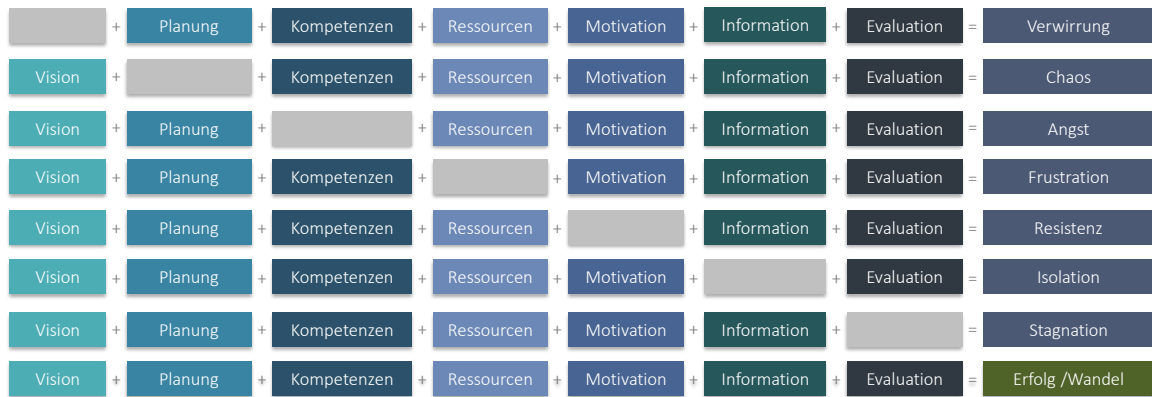 + Planung + Kompetenzen + Ressourcen + Motivation + Information + Evaluation = Verwirrung
Vision + + Kompetenzen + Ressourcen + Motivation + Information + Evaluation = Chaos
Vision + Planung + + Ressourcen + Motivation + Information + Evaluation = Angst
Vision + Planung + Kompetenzen + + Motivation + Information + Evaluation = Frustration
Vision + Planung + Kompetenzen + Ressourcen + + Information + Evaluation = Resistenz
Vision + Planung + Kompetenzen + Ressourcen + Motivation + + Evaluation = Isolation
Vision + Planung + Kompetenzen + Ressourcen + Motivation + Information + = Stagnation
Vision + Planung + Kompetenzen + Ressourcen + Motivation + Information + Evaluation = Erfolg /Wandel